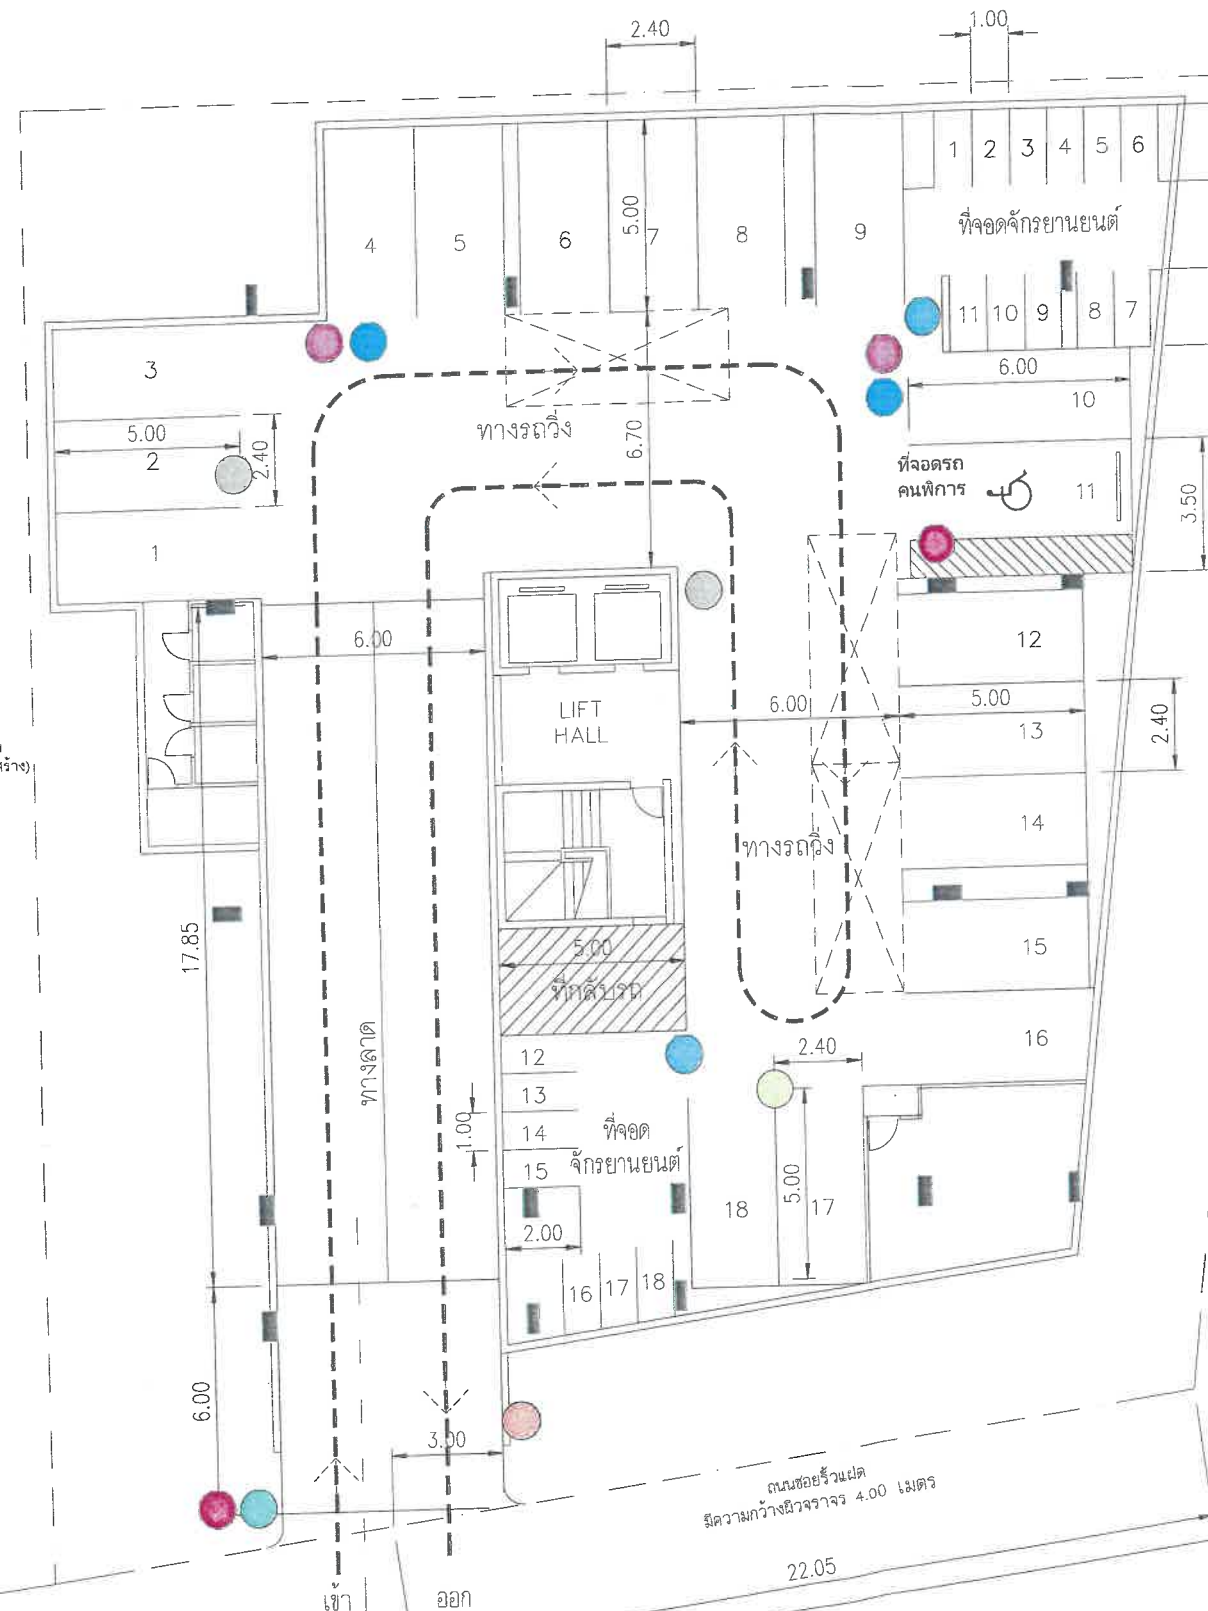 2.40
1.00
1 2 3 4 5 6
5.00
4 5 6 7 8 9
ที่จอดจักรยานยนต์
11 10 9 8 7
3
6.00
10
5.00
ทางรถวิ่ง
6.70
2
2.40
ที่จอดรถ
คนพิการ
11
3.50
1
6.00
12
LIFT
HALL
6.00
5.00
13
2.40
14
ทางรถวิ่ง
17.85
5.00
15
ที่กลับรถ
ทางลาด
16
12
2.40
13
1.00
14
ที่จอด
จักรยานยนต์
15
5.00
18
17
2.00
16 17 18
6.00
3.00
ถนนซอยริ้วแฝด
มีความกว้างผิวจราจร 4.00 เมตร
22.05
เข้า
ออก